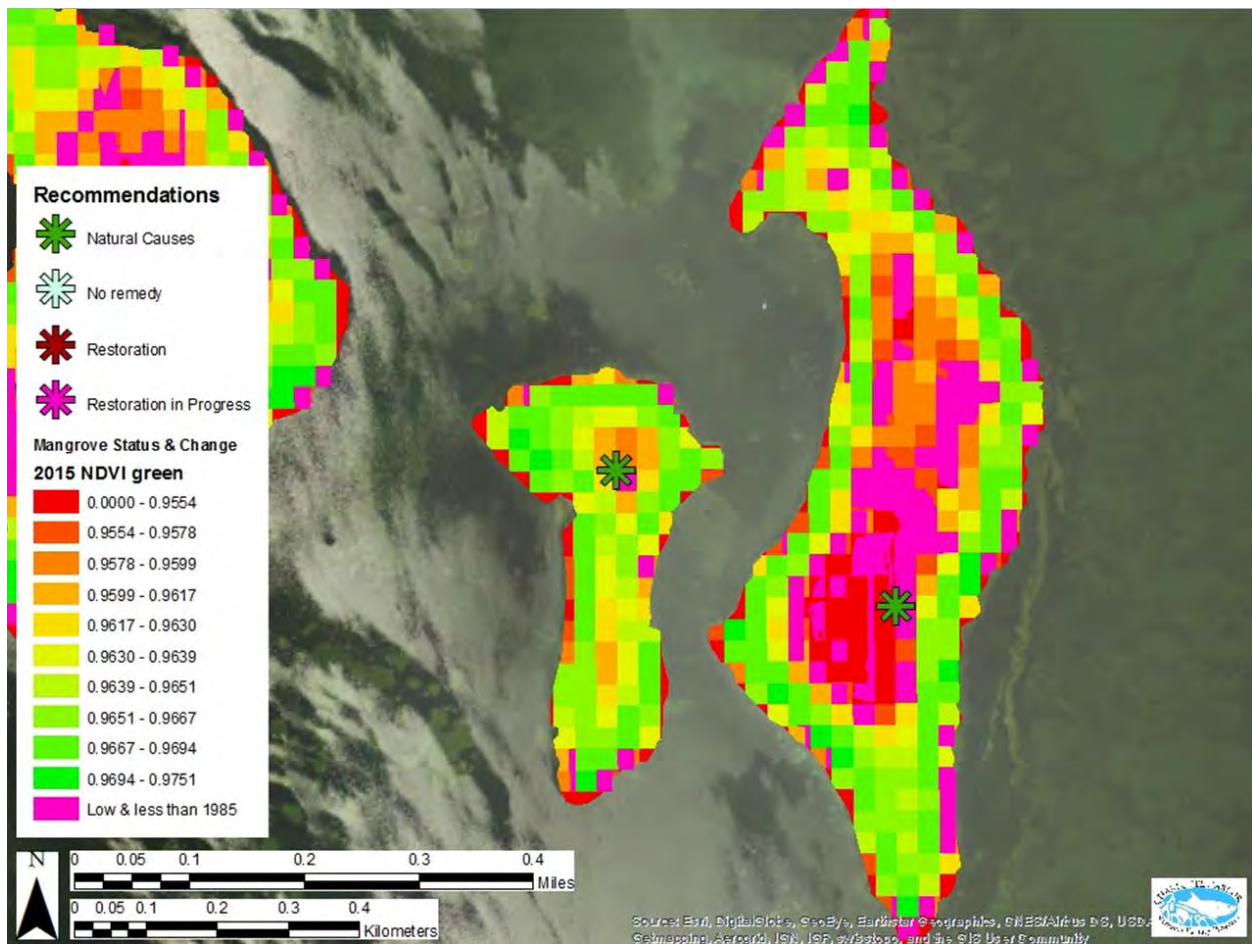 Recommendations
Natural Causes
No remedy
Restoration
Restoration in Progress
Mangrove Status & Change
2015 NDVI green
0.0000 - 0.9554
0.9554 - 0.9578
0.9578 - 0.9599
0.9599 - 0.9617
0.9617 - 0.9630
0.9630 - 0.9639
0.9639 - 0.9651
0.9651 - 0.9667
0.9667 - 0.9694
0.9694 - 0.9751
Low & less than 1985
N
0 0.05 0.1 0.2 0.3 0.4
Miles
0 0.05 0.1 0.2 0.3 0.4
Kilometers
Source: Esri, DigitalGlobe, GeoEye, Earthstar Geographics, CNES/Airbus DS, USDA
Getmapping, Aerogrid, IGN, IGP, swisstopo, and the GIS User Community